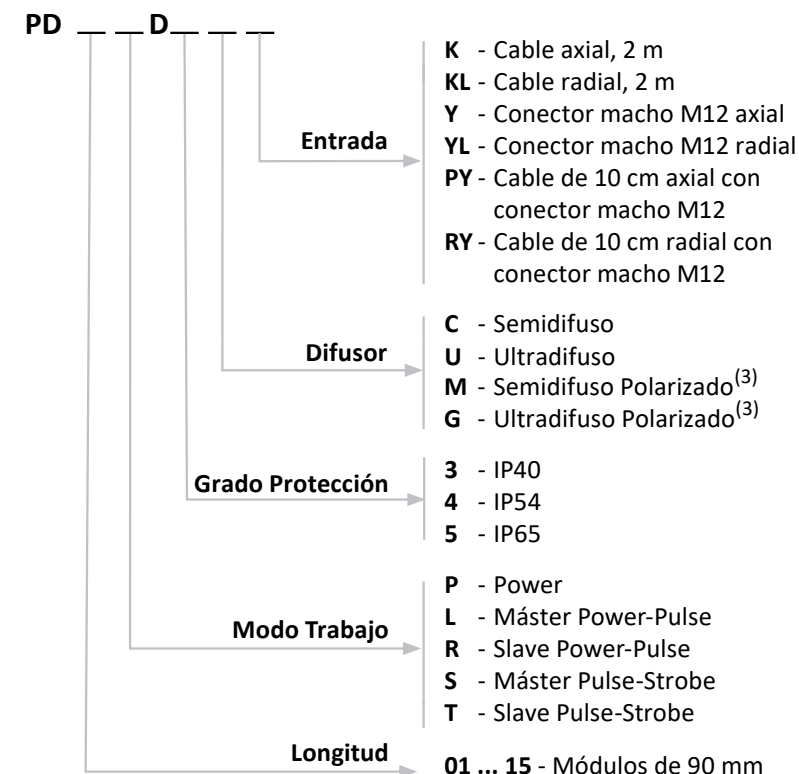 PD __ __ D__ __ __
K - Cable axial, 2 m
KL - Cable radial, 2 m
Y - Conector macho M12 axial
Entrada
YL - Conector macho M12 radial
PY - Cable de 10 cm axial con
conector macho M12
RY - Cable de 10 cm radial con
conector macho M12
C - Semidifuso
Difusor
U - Ultradifuso
M - Semidifuso Polarizado(3)
G - Ultradifuso Polarizado(3)
Grado Protección
3 - IP40
4 - IP54
5 - IP65
P - Power
L - Máster Power-Pulse
Modo Trabajo
R - Slave Power-Pulse
S - Máster Pulse-Strobe
T - Slave Pulse-Strobe
Longitud
01 ... 15 - Módulos de 90 mm